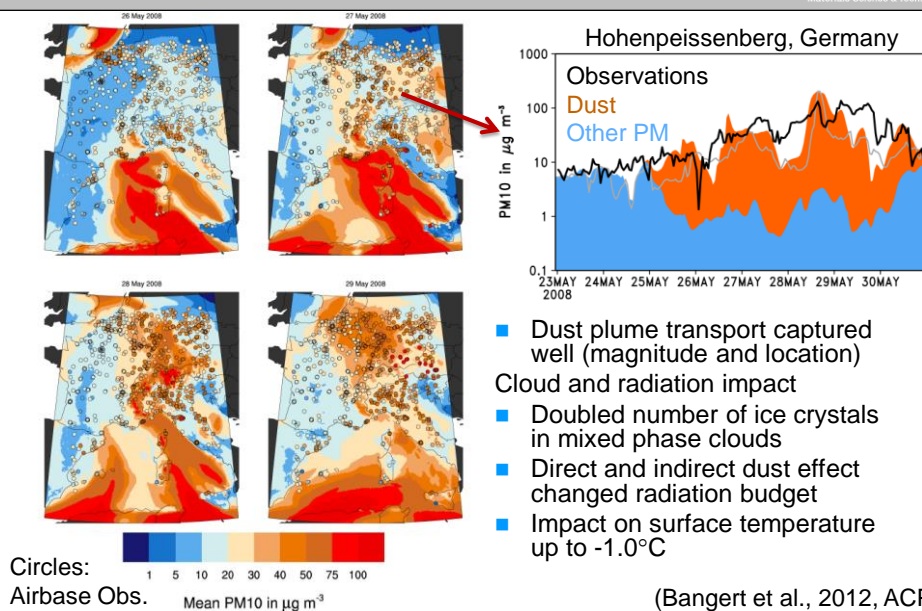 26 May 2008
27 May 2008
28 May 2008
29 May 2008
1 5 10 20 30 40 50 75 100
Mean PM10 in µg m⁻³
Circles:
Airbase Obs.
Hohenpeissenberg, Germany
Observations
Dust
Other PM
PM10 in µg m⁻³
1000
100
10
1
0.1
23MAY 24MAY 25MAY 26MAY 27MAY 28MAY 29MAY 30MAY
2008
Dust plume transport captured
well (magnitude and location)
Cloud and radiation impact
Doubled number of ice crystals
in mixed phase clouds
Direct and indirect dust effect
changed radiation budget
Impact on surface temperature
up to -1.0°C
(Bangert et al., 2012, ACP